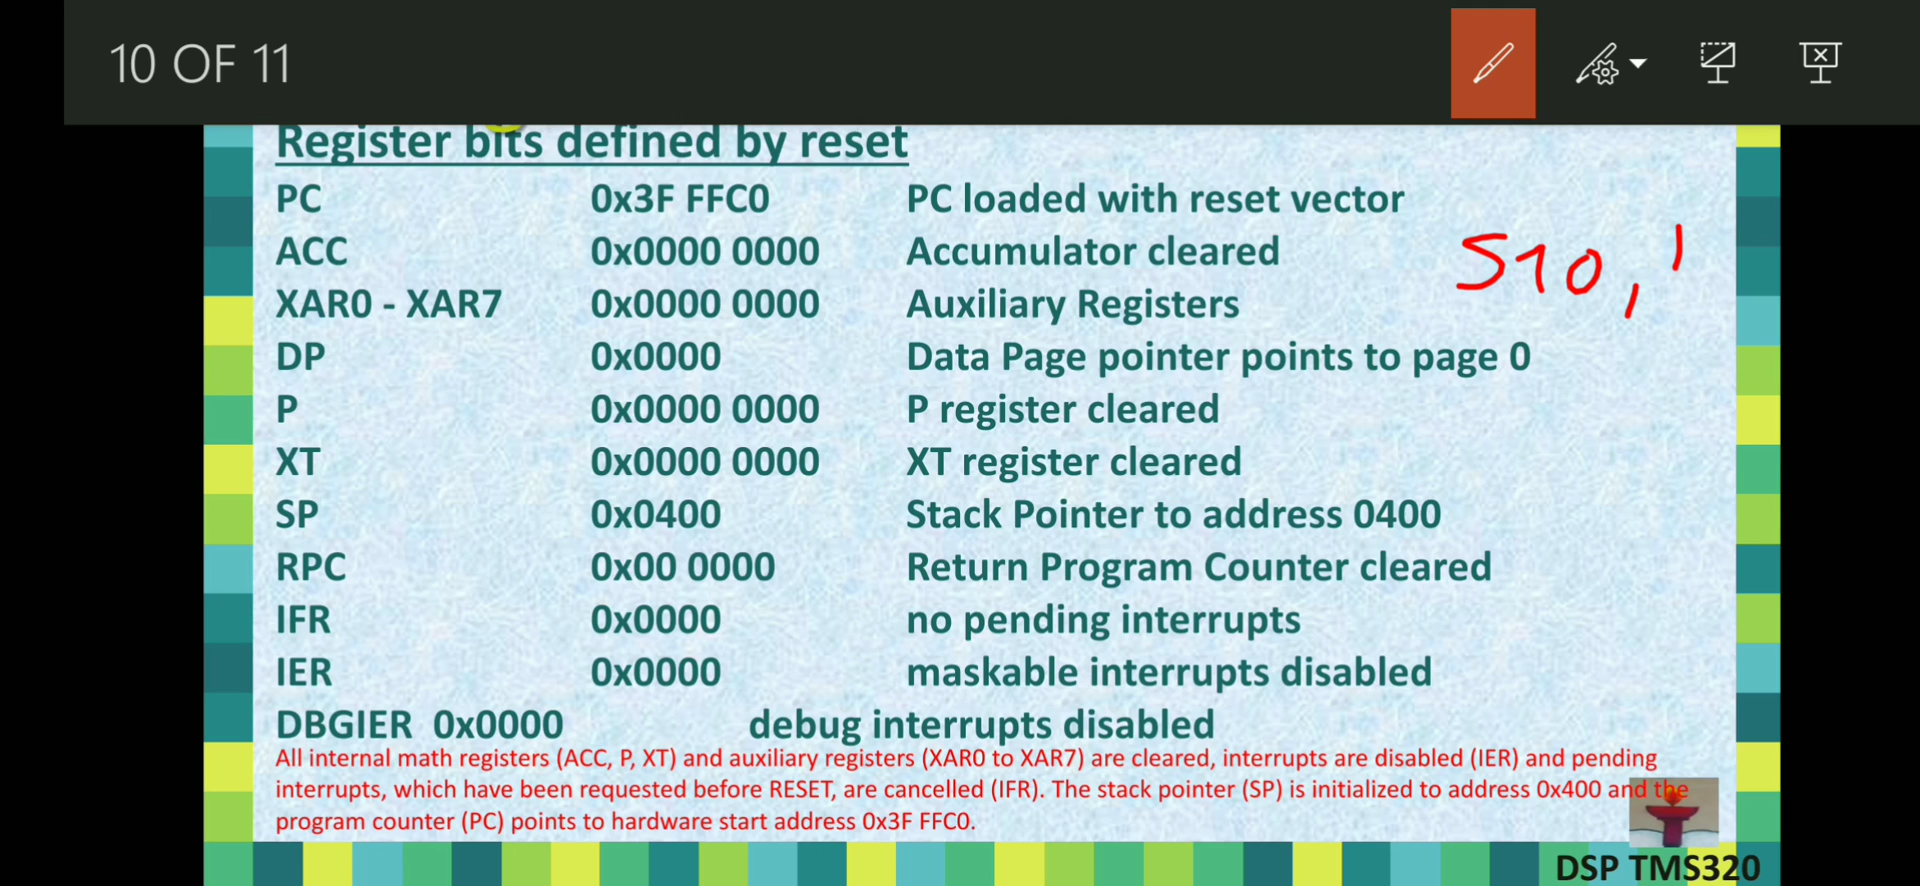 10 OF 11
Register bits defined by reset
PC 0x3F FFC0 PC loaded with reset vector
ACC 0x0000 0000 Accumulator cleared
XAR0 - XAR7 0x0000 0000 Auxiliary Registers
DP 0x0000 Data Page pointer points to page 0
P 0x0000 0000 P register cleared
XT 0x0000 0000 XT register cleared
SP 0x0400 Stack Pointer to address 0400
RPC 0x00 0000 Return Program Counter cleared
IFR 0x0000 no pending interrupts
IER 0x0000 maskable interrupts disabled
DBGIER 0x0000 debug interrupts disabled
All internal math registers (ACC, P, XT) and auxiliary registers (XAR0 to XAR7) are cleared, interrupts are disabled (IER) and pending
interrupts, which have been requested before RESET, are cancelled (IFR). The stack pointer (SP) is initialized to address 0x400 and the
program counter (PC) points to hardware start address 0x3F FFC0.
DSP TMS320